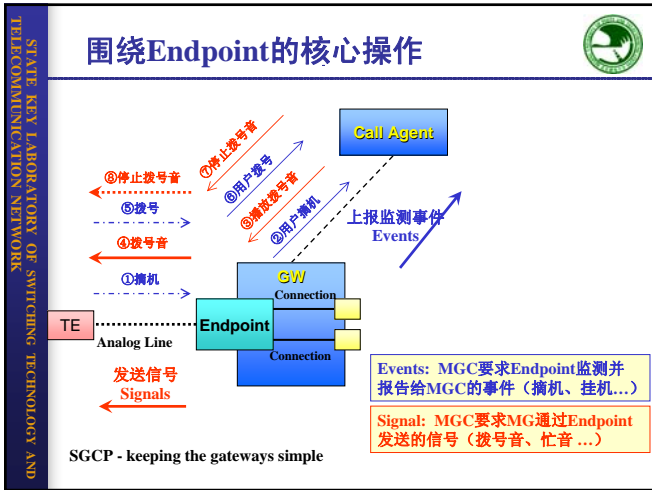 围绕Endpoint的核心操作
STATE KEY LABORATORY OF SWITCHING TECHNOLOGY AND
TELECOMMUNICATION NETWORK
Call Agent
⑦停止拨号音
⑥用户拨号
③播放拨号音
②用户摘机
⑧停止拨号音
⑤拨号
④拨号音
①摘机
上报监测事件
Events
GW
Connection
TE
Endpoint
Analog Line
Connection
发送信号
Signals
Events: MGC要求Endpoint监测并
报告给MGC的事件（摘机、挂机…）
Signal: MGC要求MG通过Endpoint
发送的信号（拨号音、忙音 …）
SGCP - keeping the gateways simple